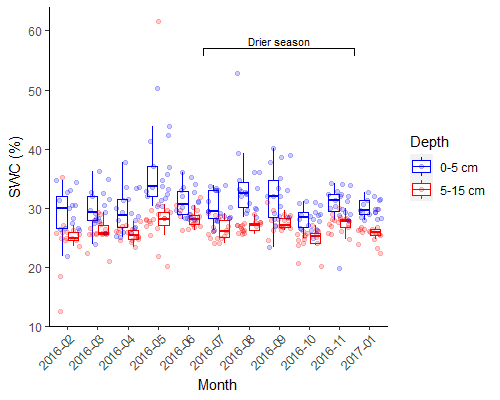 Drier season
SWC (%)
60
50
40
30
20
10
2016-02
2016-03
2016-04
2016-05
2016-06
2016-07
2016-08
2016-09
2016-10
2016-11
2017-01
Month
Depth
0-5 cm
5-15 cm